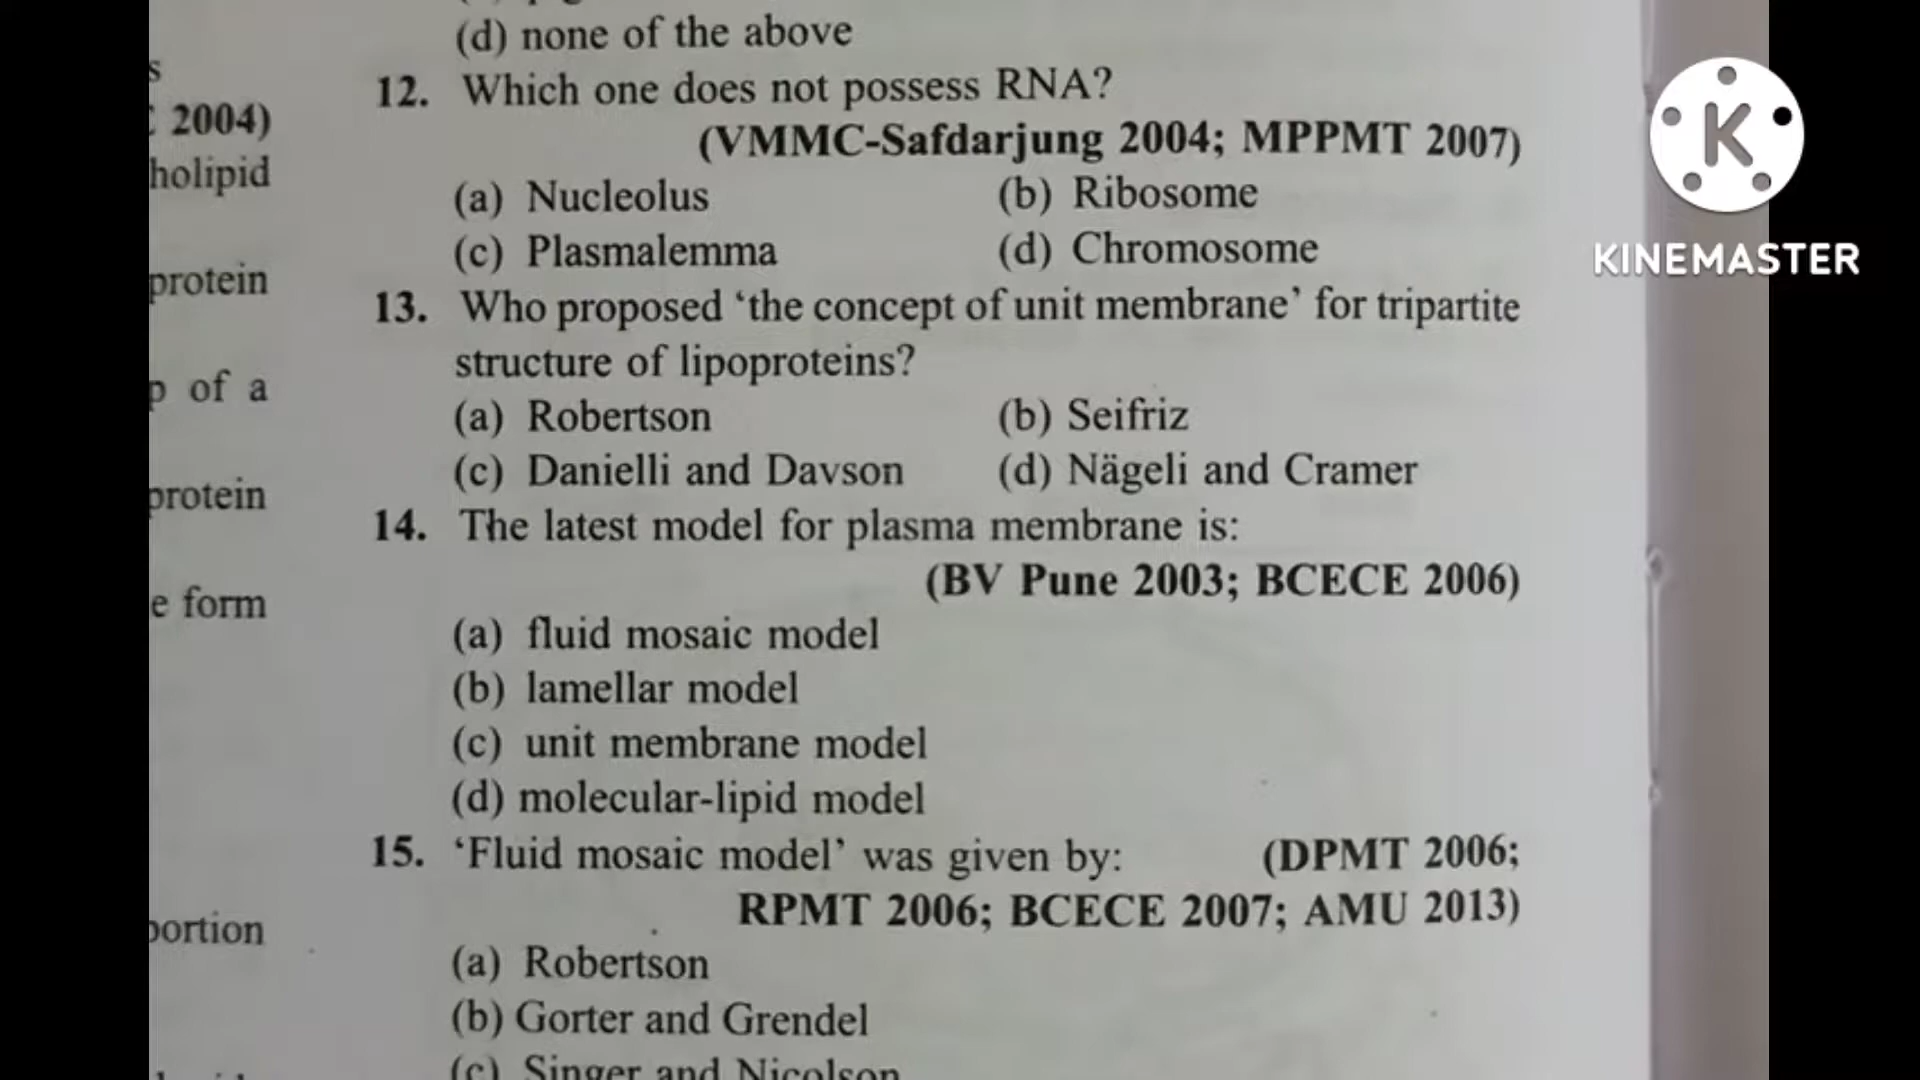 (d) none of the above
s
2004)
holipid
protein
p of a
protein
e form
portion
12. Which one does not possess RNA?
(VMMC-Safdarjung 2004; MPPMT 2007)
(a) Nucleolus (b) Ribosome
(c) Plasmalemma (d) Chromosome
13. Who proposed ‘the concept of unit membrane’ for tripartite
structure of lipoproteins?
(a) Robertson (b) Seifriz
(c) Danielli and Davson (d) Nägeli and Cramer
14. The latest model for plasma membrane is:
(BV Pune 2003; BCECE 2006)
(a) fluid mosaic model
(b) lamellar model
(c) unit membrane model
(d) molecular-lipid model
15. ‘Fluid mosaic model’ was given by: (DPMT 2006;
RPMT 2006; BCECE 2007; AMU 2013)
(a) Robertson
(b) Gorter and Grendel
(c) Singer and Nicolson
K
KINEMASTER